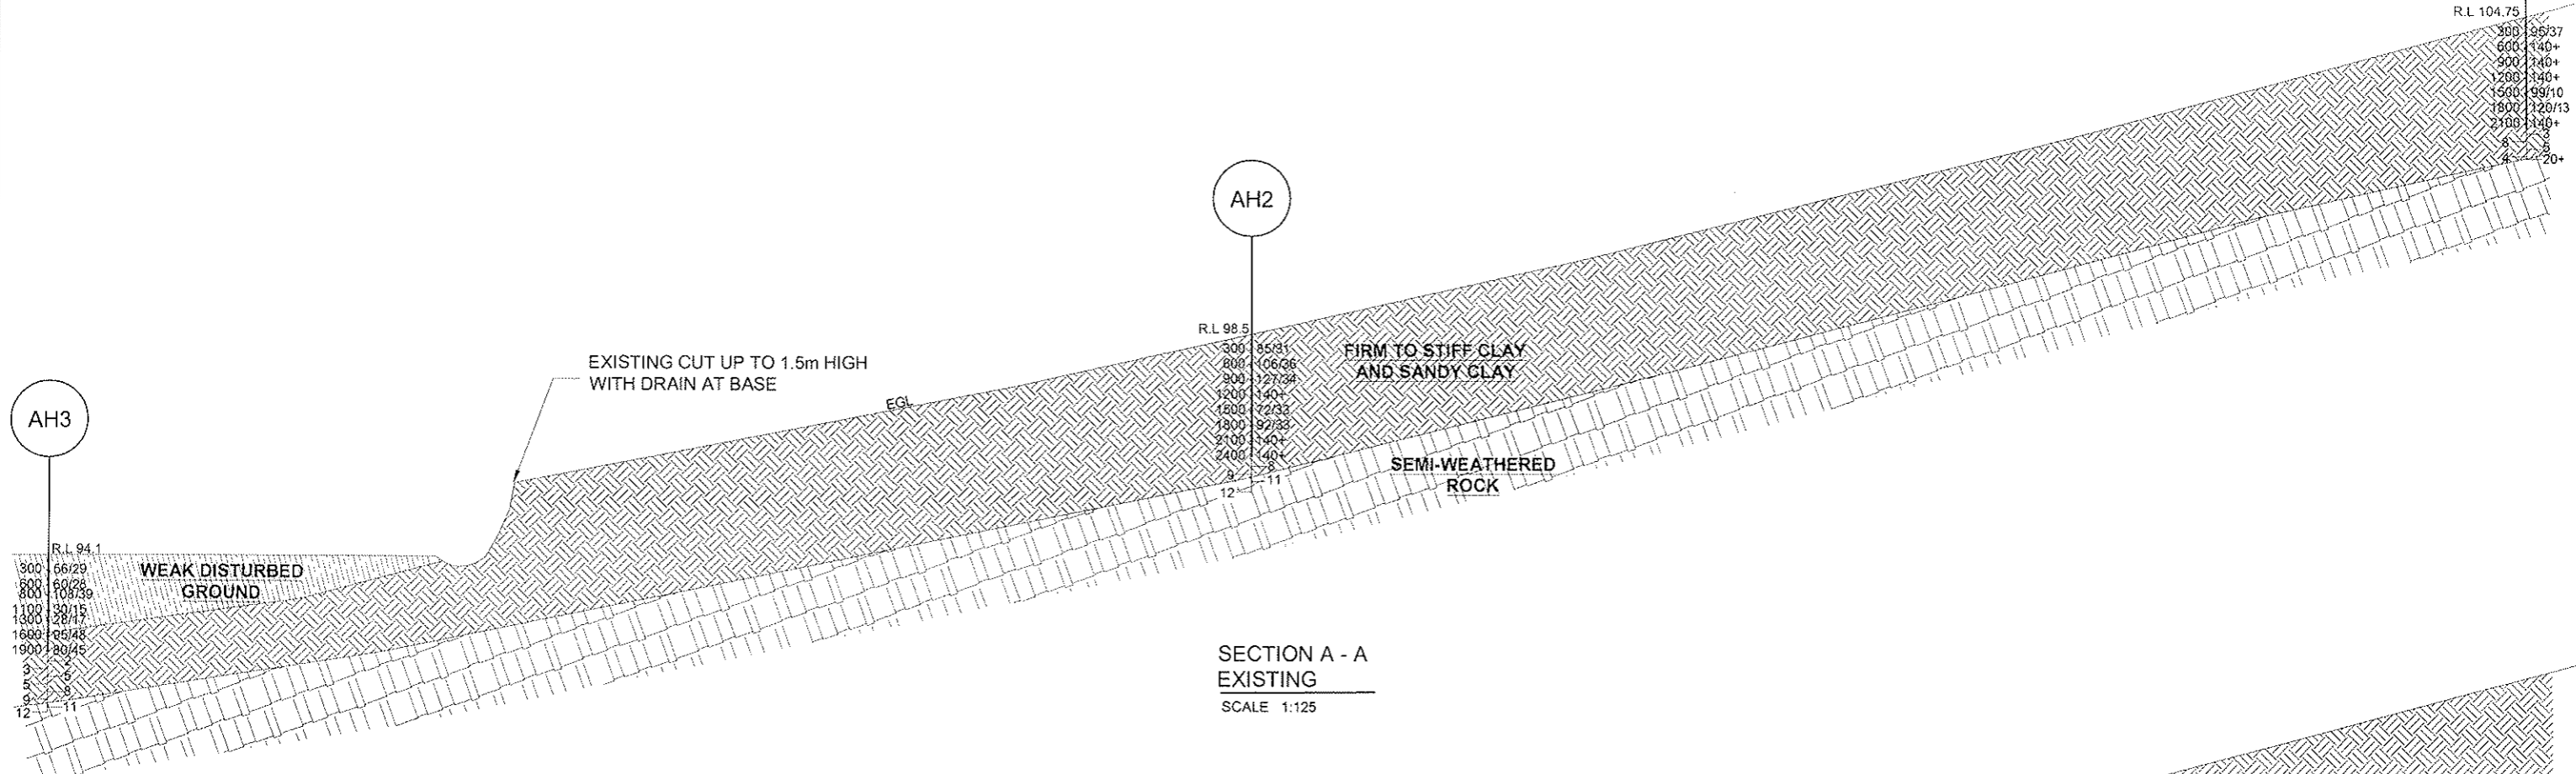 R.L 104.75
300 95/37
600 140+
900 140+
1200 140+
1500 99/10
1800 120/13
2100 140+
3
8
5
4 20+
AH2
R.L 98.5
300 85/31
600 106/36
900 127/34
1200 140+
1500 72/33
1800 92/33
2100 140+
2400 140+
8
9
11
12
FIRM TO STIFF CLAY
AND SANDY CLAY
SEMI-WEATHERED
ROCK
EXISTING CUT UP TO 1.5m HIGH
WITH DRAIN AT BASE
EGL
AH3
R.L 94.1
300 66/29
600 60/28
800 108/39
1100 30/15
1300 28/17
1600 95/48
1900 80/45
2
3
5
5
8
9
11
12
WEAK DISTURBED
GROUND
SECTION A - A
EXISTING
SCALE 1:125